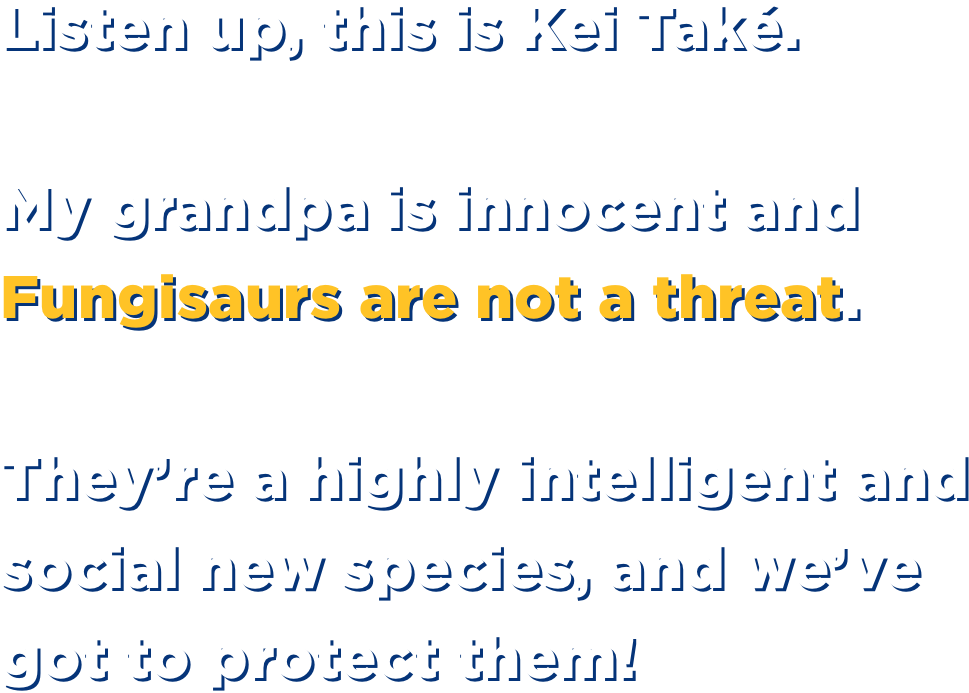 Listen up, this is Kei Také.
My grandpa is innocent and
Fungisaurs are not a threat.
They’re a highly intelligent and
social new species, and we’ve
got to protect them!